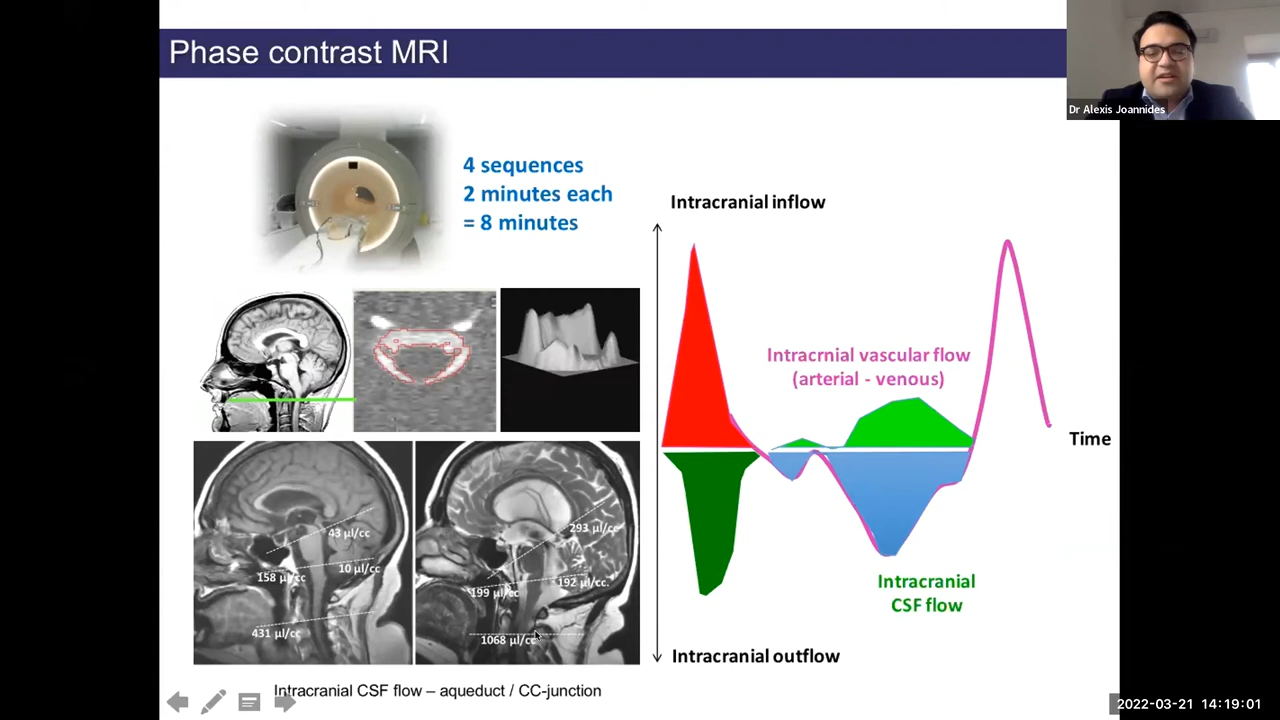 Phase contrast MRI
Dr Alexis Joannides
4 sequences
2 minutes each
= 8 minutes
Intracranial inflow
Intracrnial vascular flow
(arterial - venous)
Time
43 µl/cc
158 µl/cc
10 µl/cc
431 µl/cc
293 µl/cc
199 µl/cc
192 µl/cc.
1068 µl/cc
Intracranial
CSF flow
Intracranial outflow
Intracranial CSF flow – aqueduct / CC-junction
2022-03-21 14:19:01